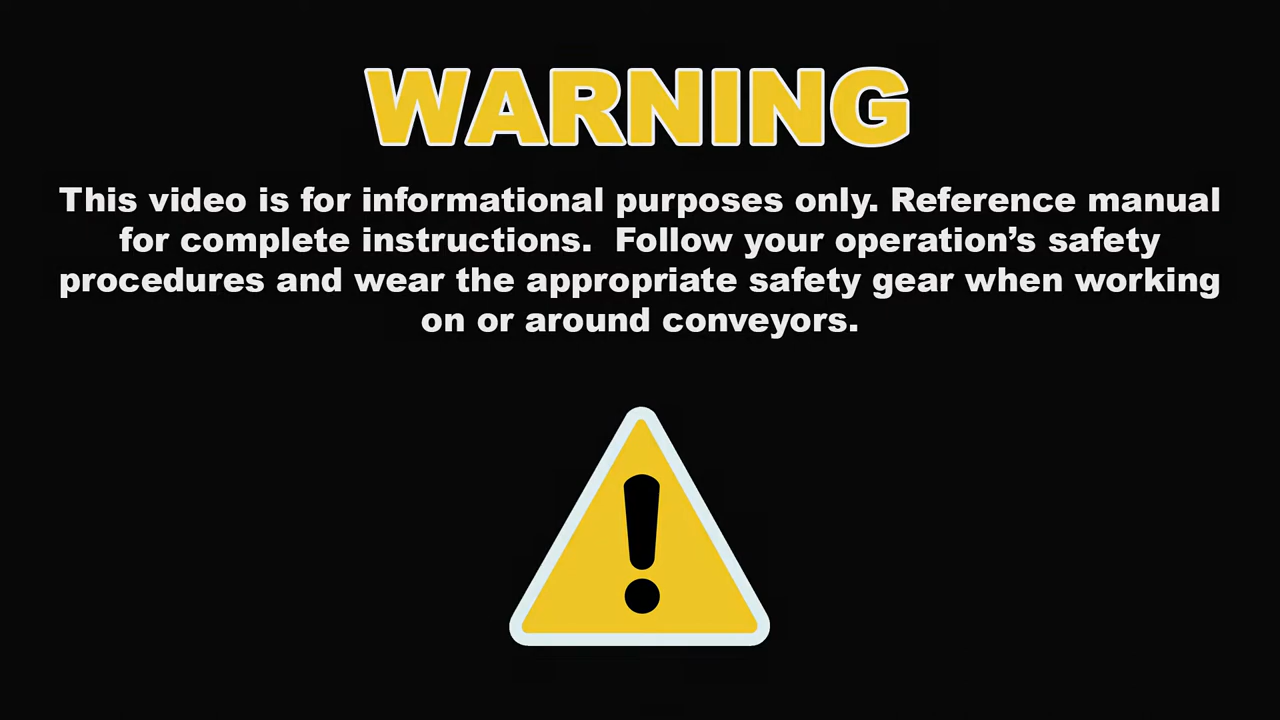 WARNING
This video is for informational purposes only. Reference manual
for complete instructions.  Follow your operation’s safety
procedures and wear the appropriate safety gear when working
on or around conveyors.